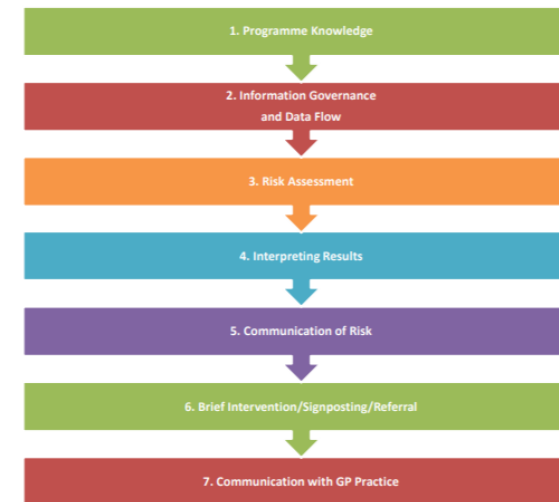 1. Programme Knowledge
2. Information Governance
and Data Flow
3. Risk Assessment
4. Interpreting Results
5. Communication of Risk
6. Brief Intervention/Signposting/Referral
7. Communication with GP Practice